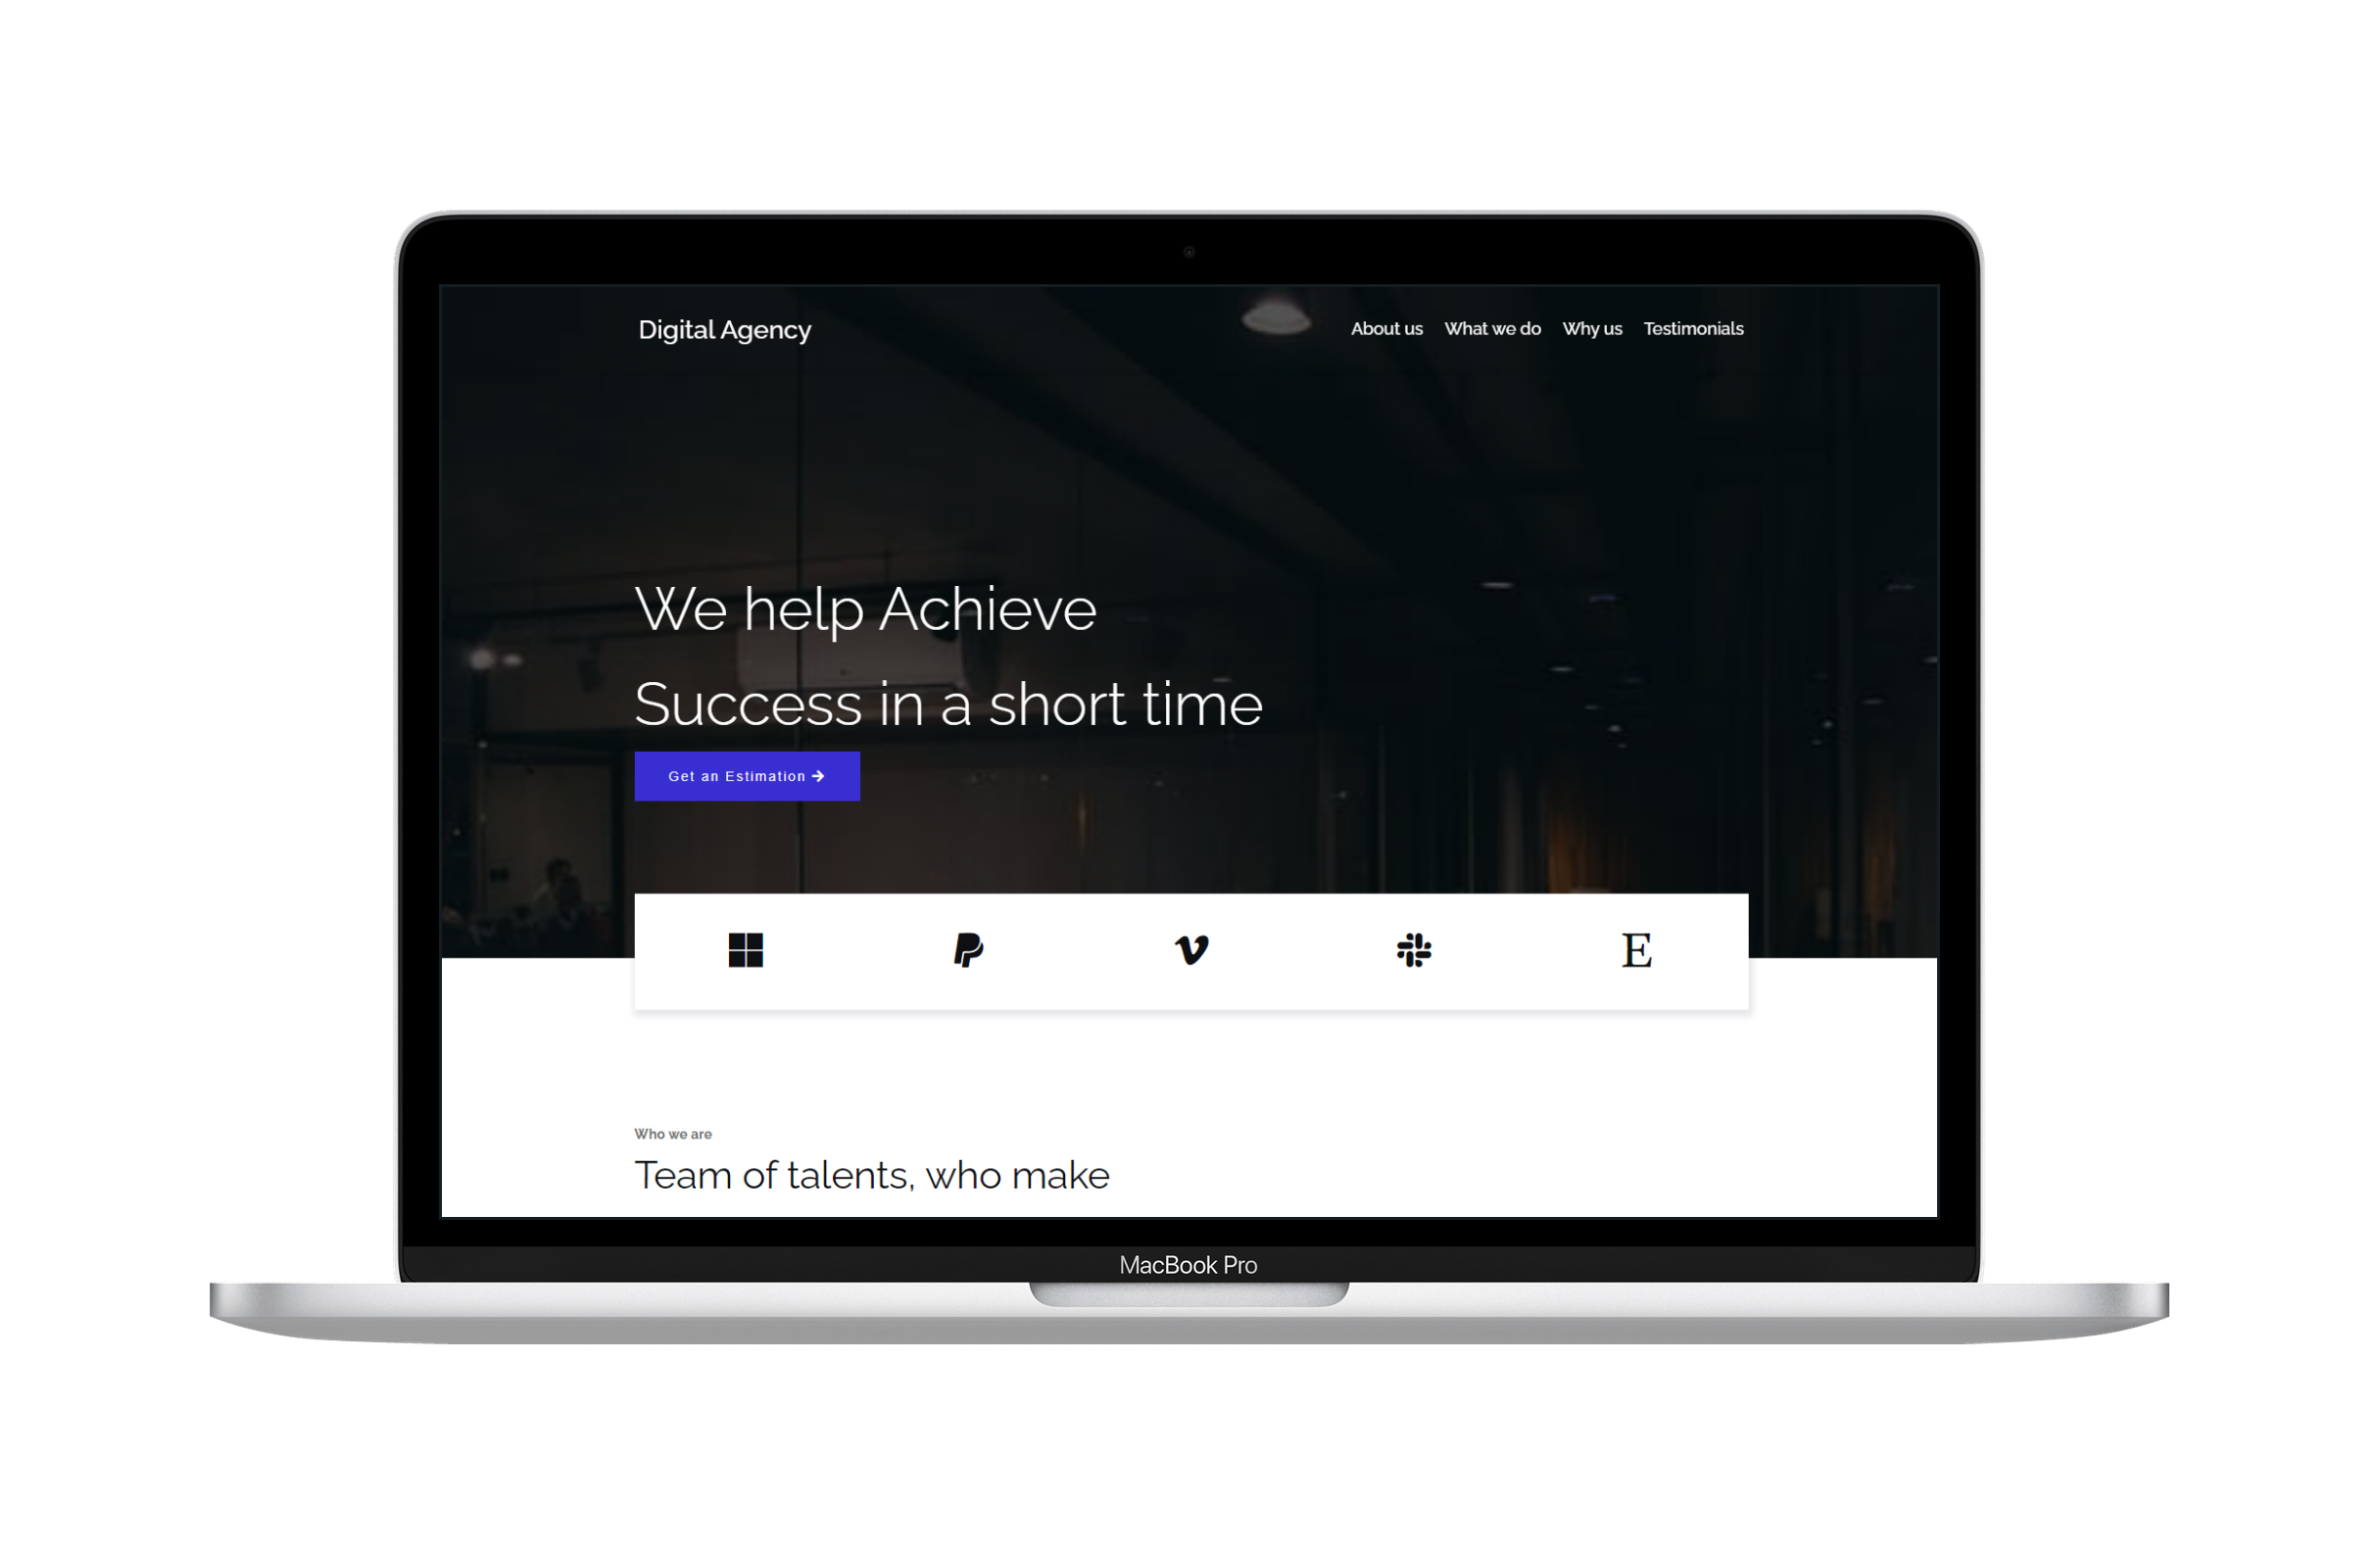 Digital Agency
About us What we do Why us Testimonials
We help Achieve
Success in a short time
Get an Estimation
E
Who we are
Team of talents, who make
MacBook Pro